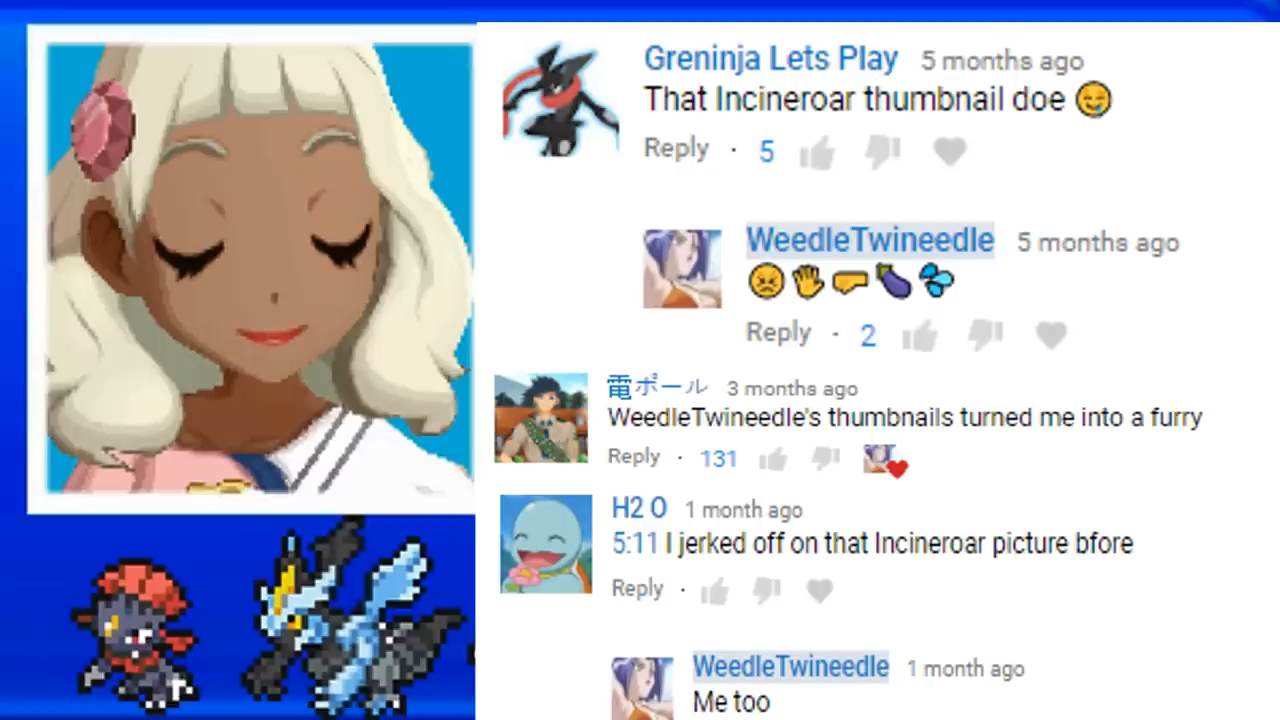 Greninja Lets Play 5 months ago
That Incineroar thumbnail doe 🤤
Reply · 5
WeedleTwineedle 5 months ago
😣👋🤛🍆💦
Reply · 2
電ポール 3 months ago
WeedleTwineedle's thumbnails turned me into a furry
Reply · 131
H2 O 1 month ago
5:11 I jerked off on that Incineroar picture bfore
Reply ·
WeedleTwineedle 1 month ago
Me too